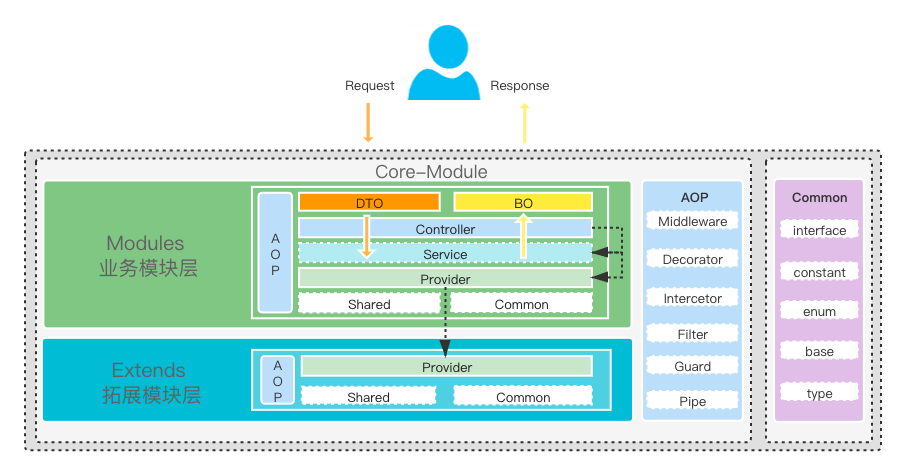 Request
Response
Core-Module
Modules
业务模块层
AOP
DTO
BO
Controller
Service
Provider
Shared
Common
Extends
拓展模块层
AOP
Provider
Shared
Common
AOP
Middleware
Decorator
Intercetor
Filter
Guard
Pipe
Common
interface
constant
enum
base
type